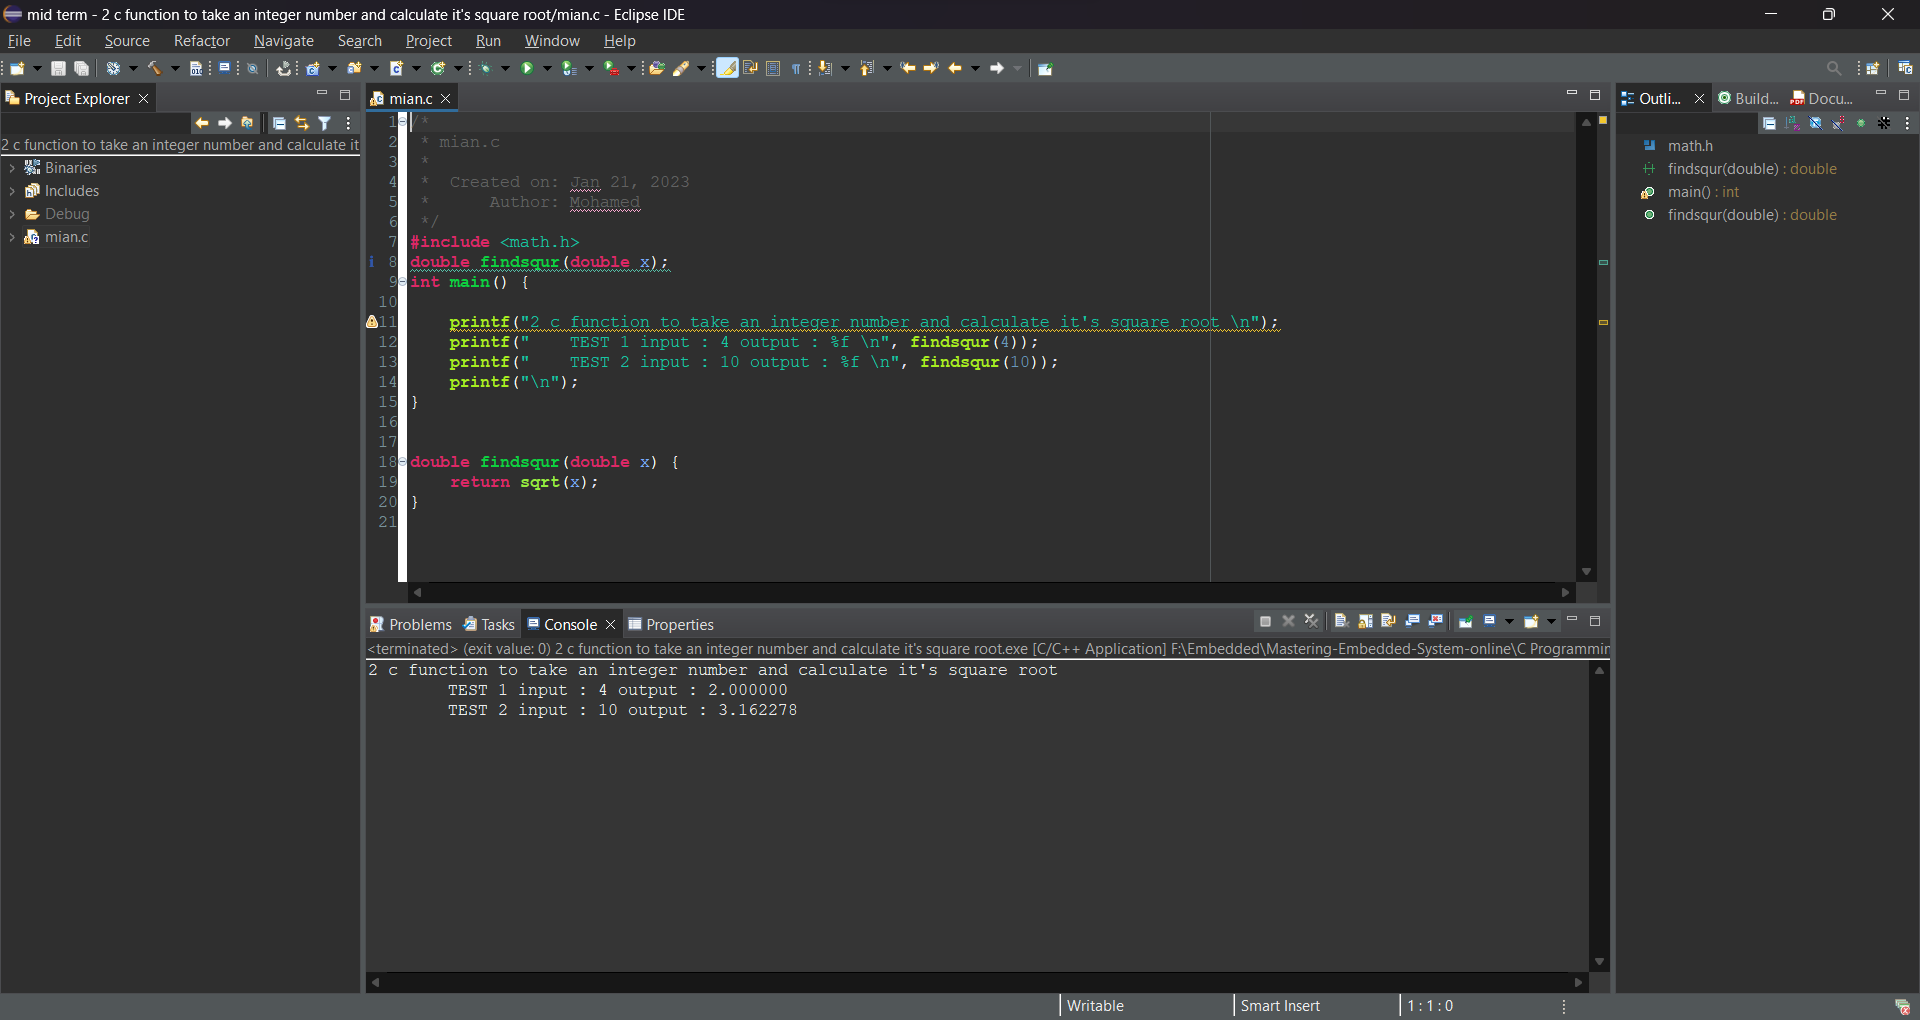 mid term - 2 c function to take an integer number and calculate it's square root/mian.c - Eclipse IDE
File Edit Source Refactor Navigate Search Project Run Window Help
Project Explorer
2 c function to take an integer number and calculate it
Binaries
Includes
Debug
mian.c
mian.c
1 /*
2 * mian.c
3 *
4 * Created on: Jan 21, 2023
5 * Author: Mohamed
6 */
7 #include <math.h>
8 double findsqur(double x);
9 int main() {
10
11 printf("2 c function to take an integer number and calculate it's square root \n");
12 printf(" TEST 1 input : 4 output : %f \n", findsqur(4));
13 printf(" TEST 2 input : 10 output : %f \n", findsqur(10));
14 printf("\n");
15 }
16
17
18 double findsqur(double x) {
19 return sqrt(x);
20 }
21
Outli... Build... Docu...
math.h
findsqur(double) : double
main() : int
findsqur(double) : double
Problems Tasks Console Properties
<terminated> (exit value: 0) 2 c function to take an integer number and calculate it's square root.exe [C/C++ Application] F:\Embedded\Mastering-Embedded-System-online\C Programmin
2 c function to take an integer number and calculate it's square root
TEST 1 input : 4 output : 2.000000
TEST 2 input : 10 output : 3.162278
Writable Smart Insert 1 : 1 : 0